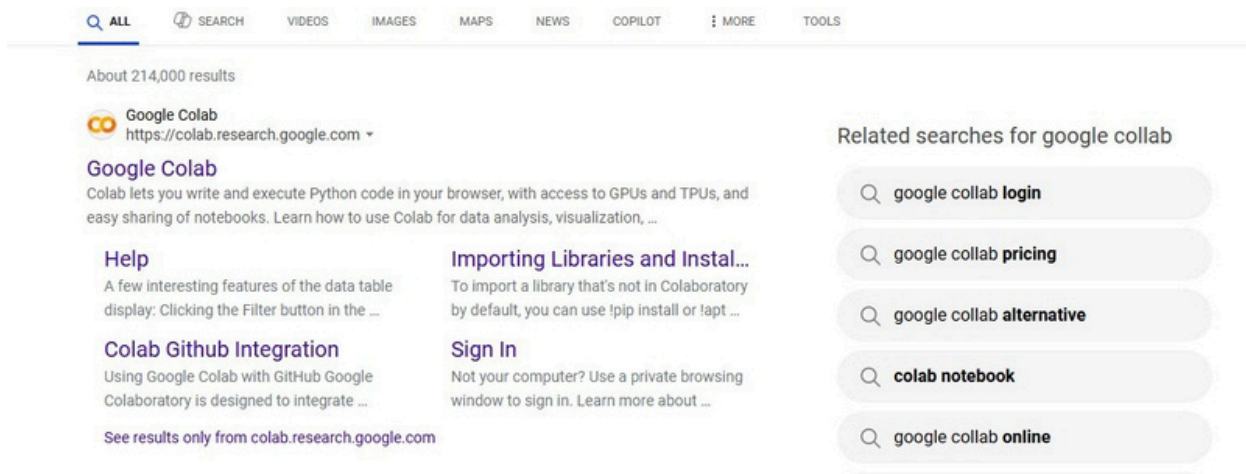 ALL SEARCH VIDEOS IMAGES MAPS NEWS COPILOT MORE TOOLS
About 214,000 results
Google Colab
https://colab.research.google.com
Google Colab
Colab lets you write and execute Python code in your browser, with access to GPUs and TPUs, and
easy sharing of notebooks. Learn how to use Colab for data analysis, visualization, ...
Help
A few interesting features of the data table
display: Clicking the Filter button in the ...
Importing Libraries and Instal...
To import a library that's not in Colaboratory
by default, you can use !pip install or !apt ...
Colab Github Integration
Using Google Colab with GitHub Google
Colaboratory is designed to integrate ...
Sign In
Not your computer? Use a private browsing
window to sign in. Learn more about ...
See results only from colab.research.google.com
Related searches for google collab
google collab login
google collab pricing
google collab alternative
colab notebook
google collab online